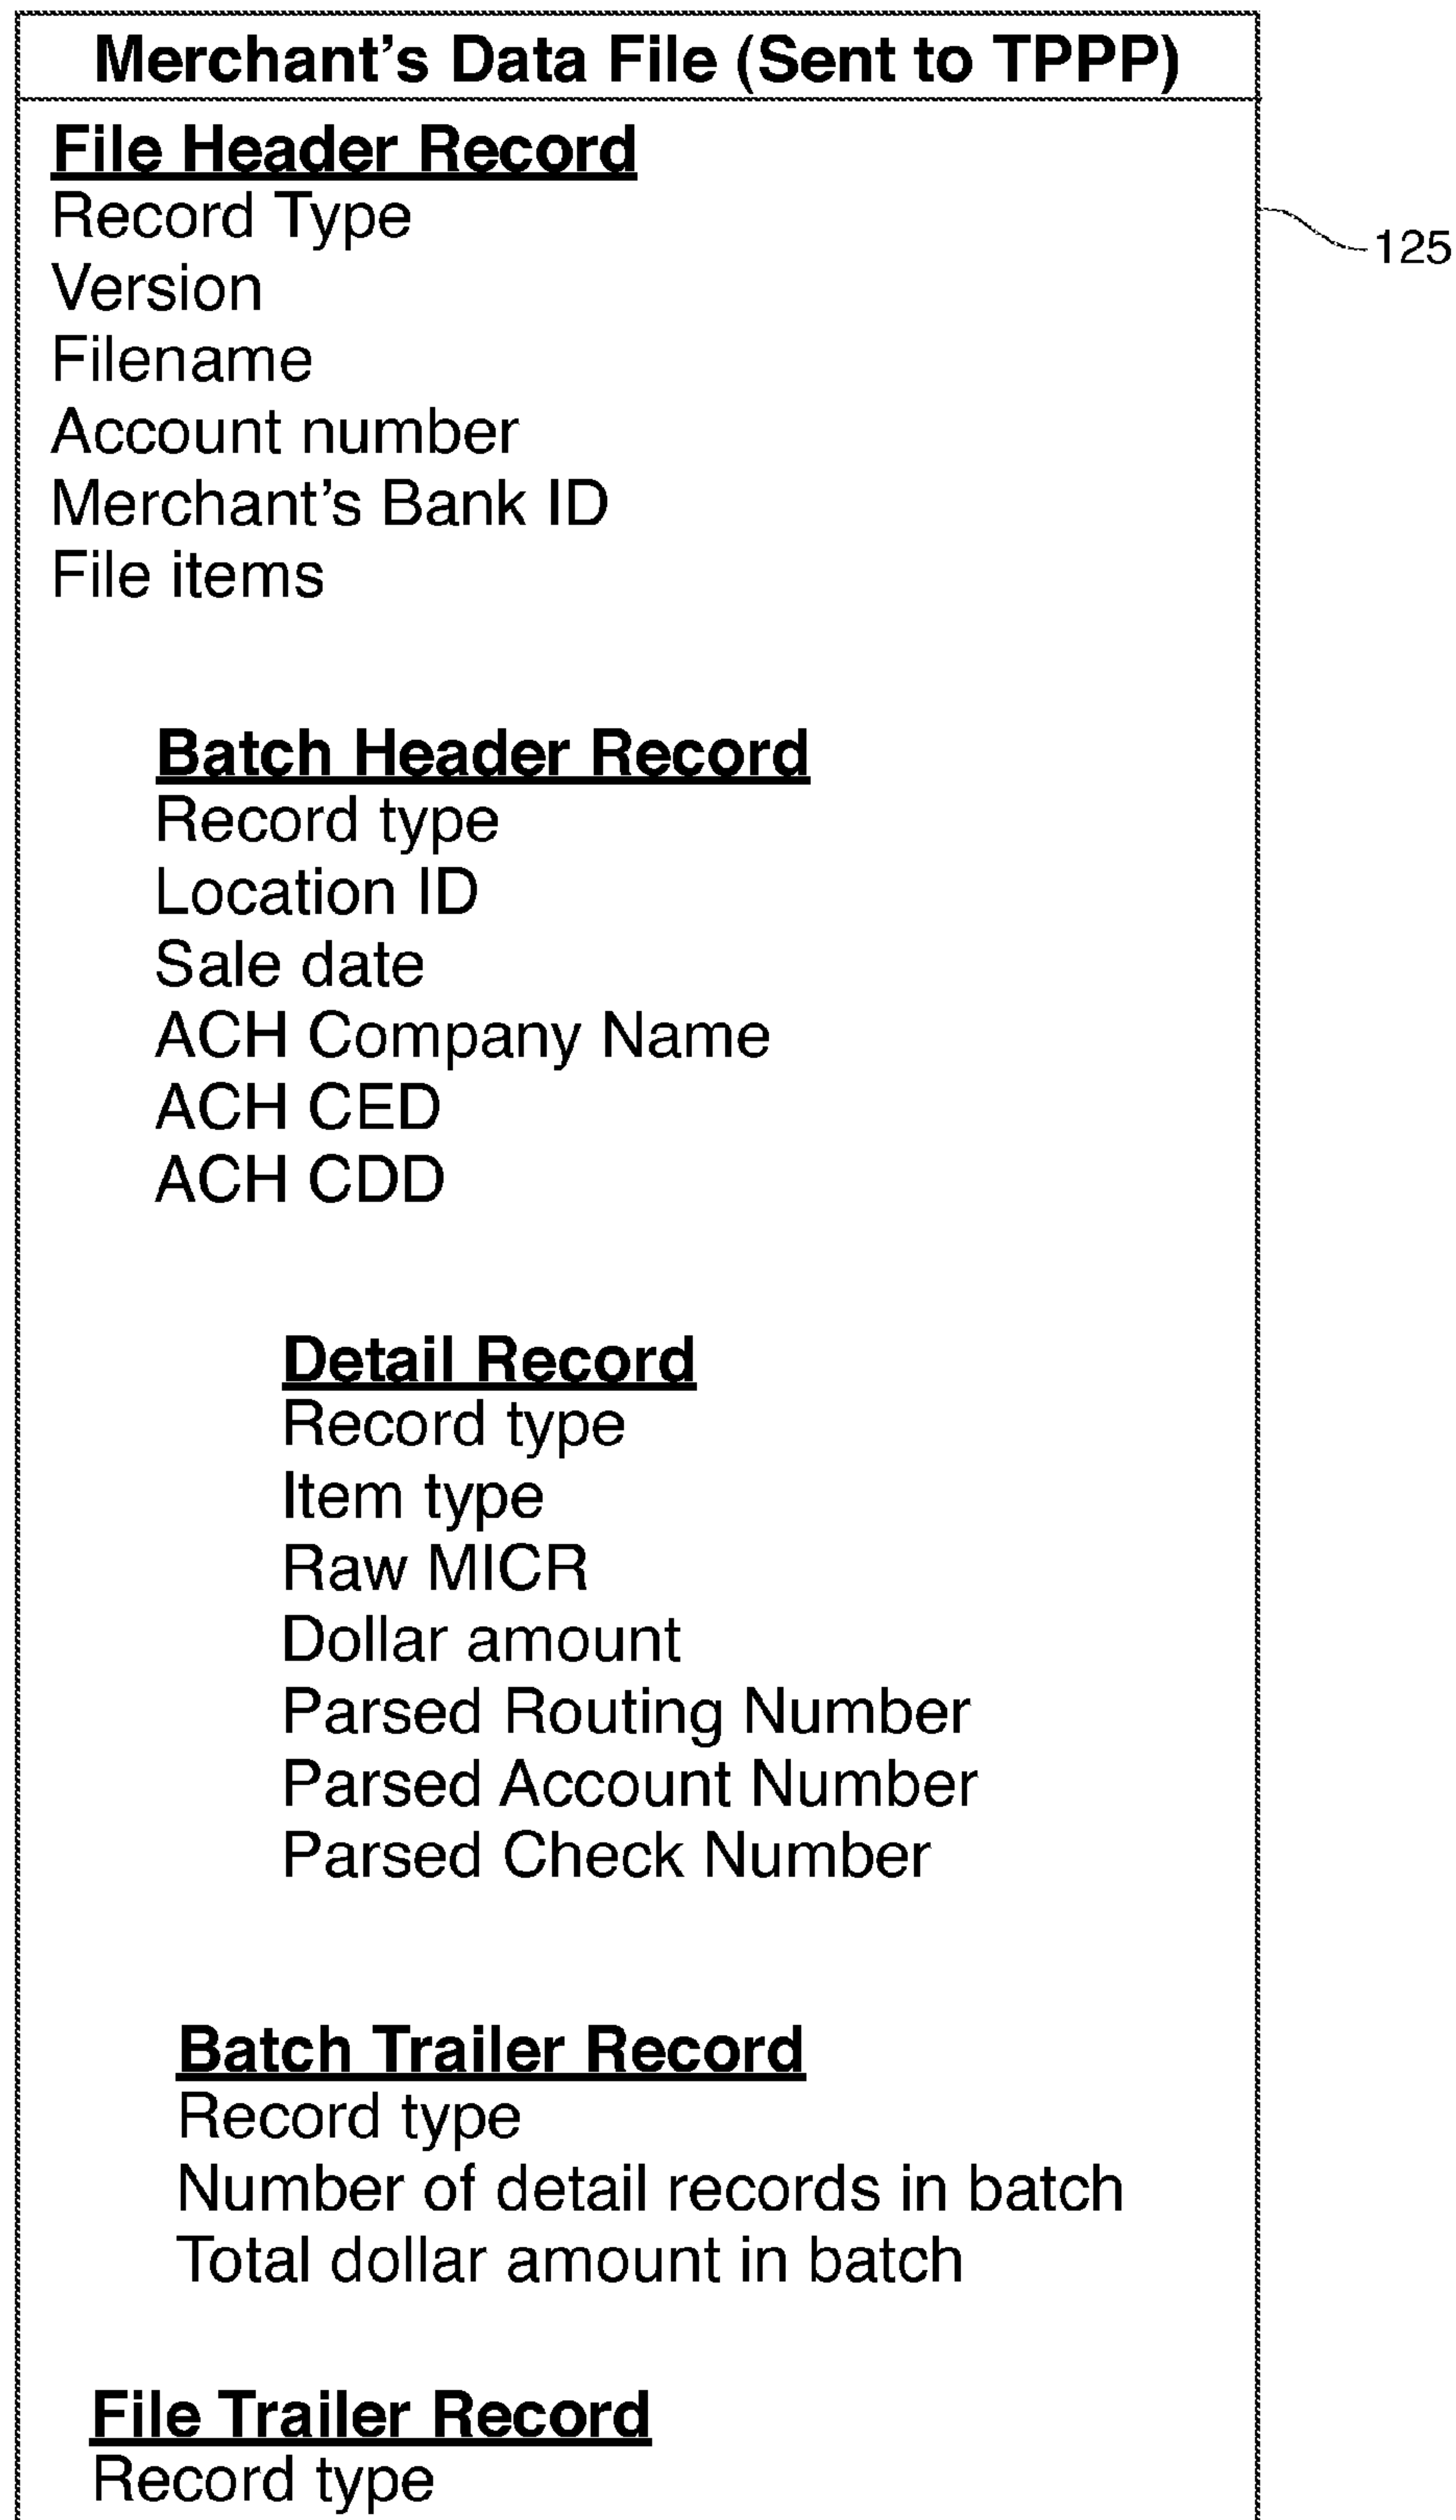 Merchant's Data File (Sent to TPPP)
File Header Record
Record Type
125
Version
Filename
Account number
Merchant's Bank ID
File items
Batch Header Record
Record type
Location ID
Sale date
ACH Company Name
ACH CED
ACH CDD
Detail Record
Record type
Item type
Raw MICR
Dollar amount
Parsed Routing Number
Parsed Account Number
Parsed Check Number
Batch Trailer Record
Record type
Number of detail records in batch
Total dollar amount in batch
File Trailer Record
Record type